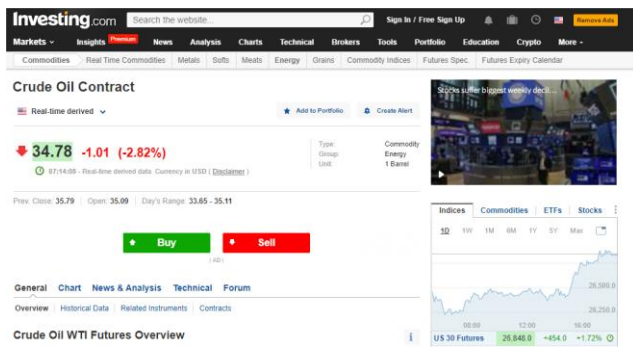 Investing.com Search the website... Sign In / Free Sign Up Remove Ads
Markets Insights Premium News Analysis Charts Technical Brokers Tools Portfolio Education Crypto More
Commodities Real Time Commodities Metals Softs Meats Energy Grains Commodity Indices Futures Spec. Futures Expiry Calendar
Crude Oil Contract
Real-time derived Add to Portfolio Create Alert
Stocks suffer biggest weekly decli...
34.78 -1.01 (-2.82%)
07:14:08 - Real-time derived data. Currency in USD ( Disclaimer )
Type: Commodity
Group: Energy
Unit: 1 Barrel
Prev. Close: 35.79 Open: 35.09 Day's Range: 33.65 - 35.11
Buy Sell
( AD )
General Chart News & Analysis Technical Forum
Overview Historical Data Related Instruments Contracts
Crude Oil WTI Futures Overview i
Indices Commodities ETFs Stocks
1D 1W 1M 6M 1Y 5Y Max
26,500.0
26,250.0
08:00 12:00 16:00
US 30 Futures 26,846.0 +454.0 +1.72%